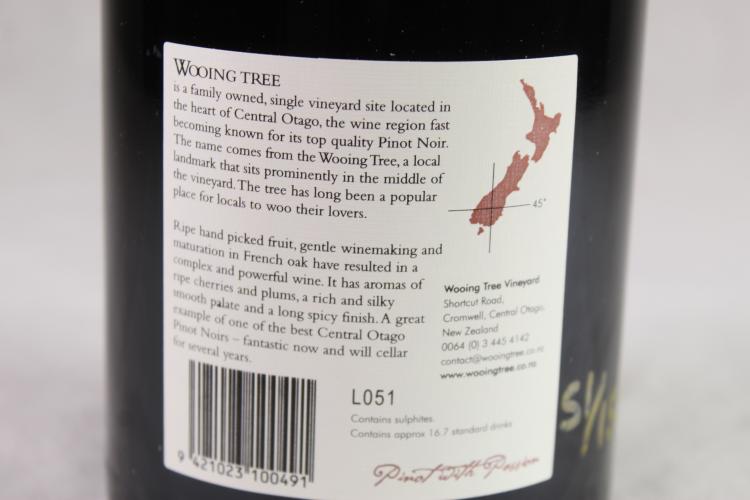 WOOING TREE
is a family owned, single vineyard site located in
the heart of Central Otago, the wine region fast
becoming known for its top quality Pinot Noir.
The name comes from the Wooing Tree, a local
landmark that sits prominently in the middle of
the vineyard. The tree has long been a popular
place for locals to woo their lovers.
Ripe hand picked fruit, gentle winemaking and
maturation in French oak have resulted in a
complex and powerful wine. It has aromas of
ripe cherries and plums, a rich and silky
smooth palate and a long spicy finish. A great
example of one of the best Central Otago
Pinot Noirs – fantastic now and will cellar
for several years.
45°
Wooing Tree Vineyard
Shortcut Road,
Cromwell, Central Otago,
New Zealand
0064 (0) 3 445 4142
contact@wooingtree.co.nz
www.wooingtree.co.nz
L051
Contains sulphites.
Contains approx 16.7 standard drinks
9 421023 100491
Pinot with Passion